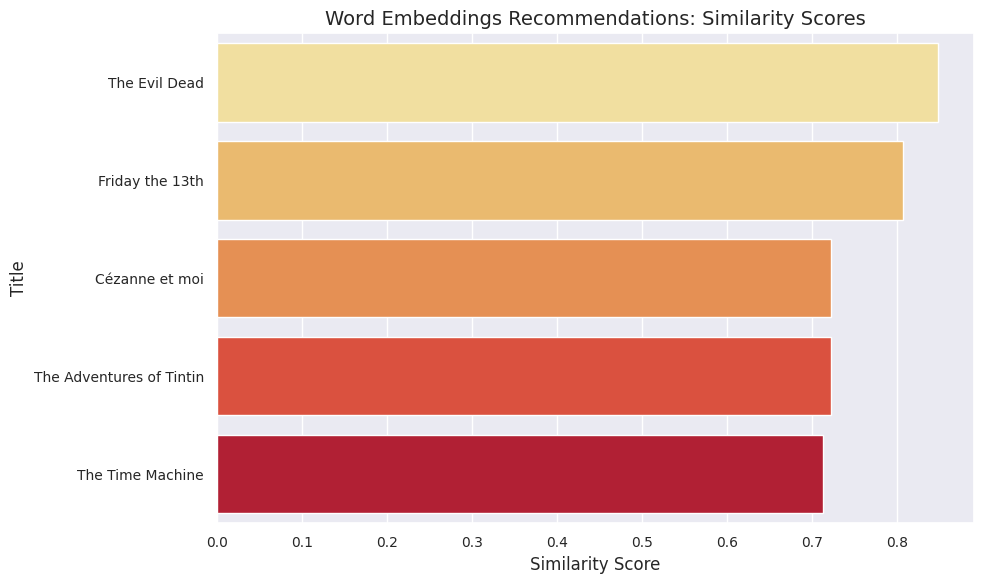 Word Embeddings Recommendations: Similarity Scores
The Evil Dead
Friday the 13th
Cézanne et moi
The Adventures of Tintin
The Time Machine
Title
0.0 0.1 0.2 0.3 0.4 0.5 0.6 0.7 0.8
Similarity Score